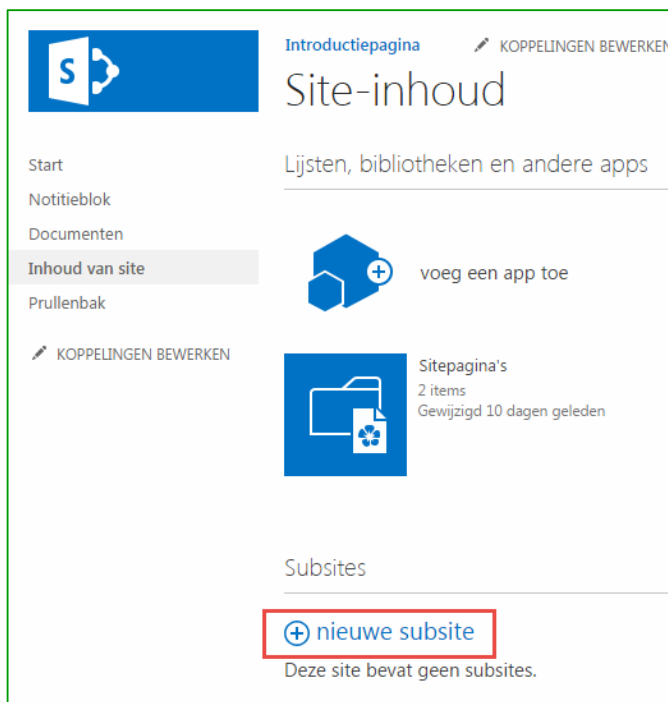 S
Introductiepagina
KOPPELINGEN BEWERKEN
Site-inhoud
Start
Notitieblok
Documenten
Inhoud van site
Prullenbak
KOPPELINGEN BEWERKEN
Lijsten, bibliotheken en andere apps
voeg een app toe
Sitepagina's
2 items
Gewijzigd 10 dagen geleden
Subsites
nieuwe subsite
Deze site bevat geen subsites.